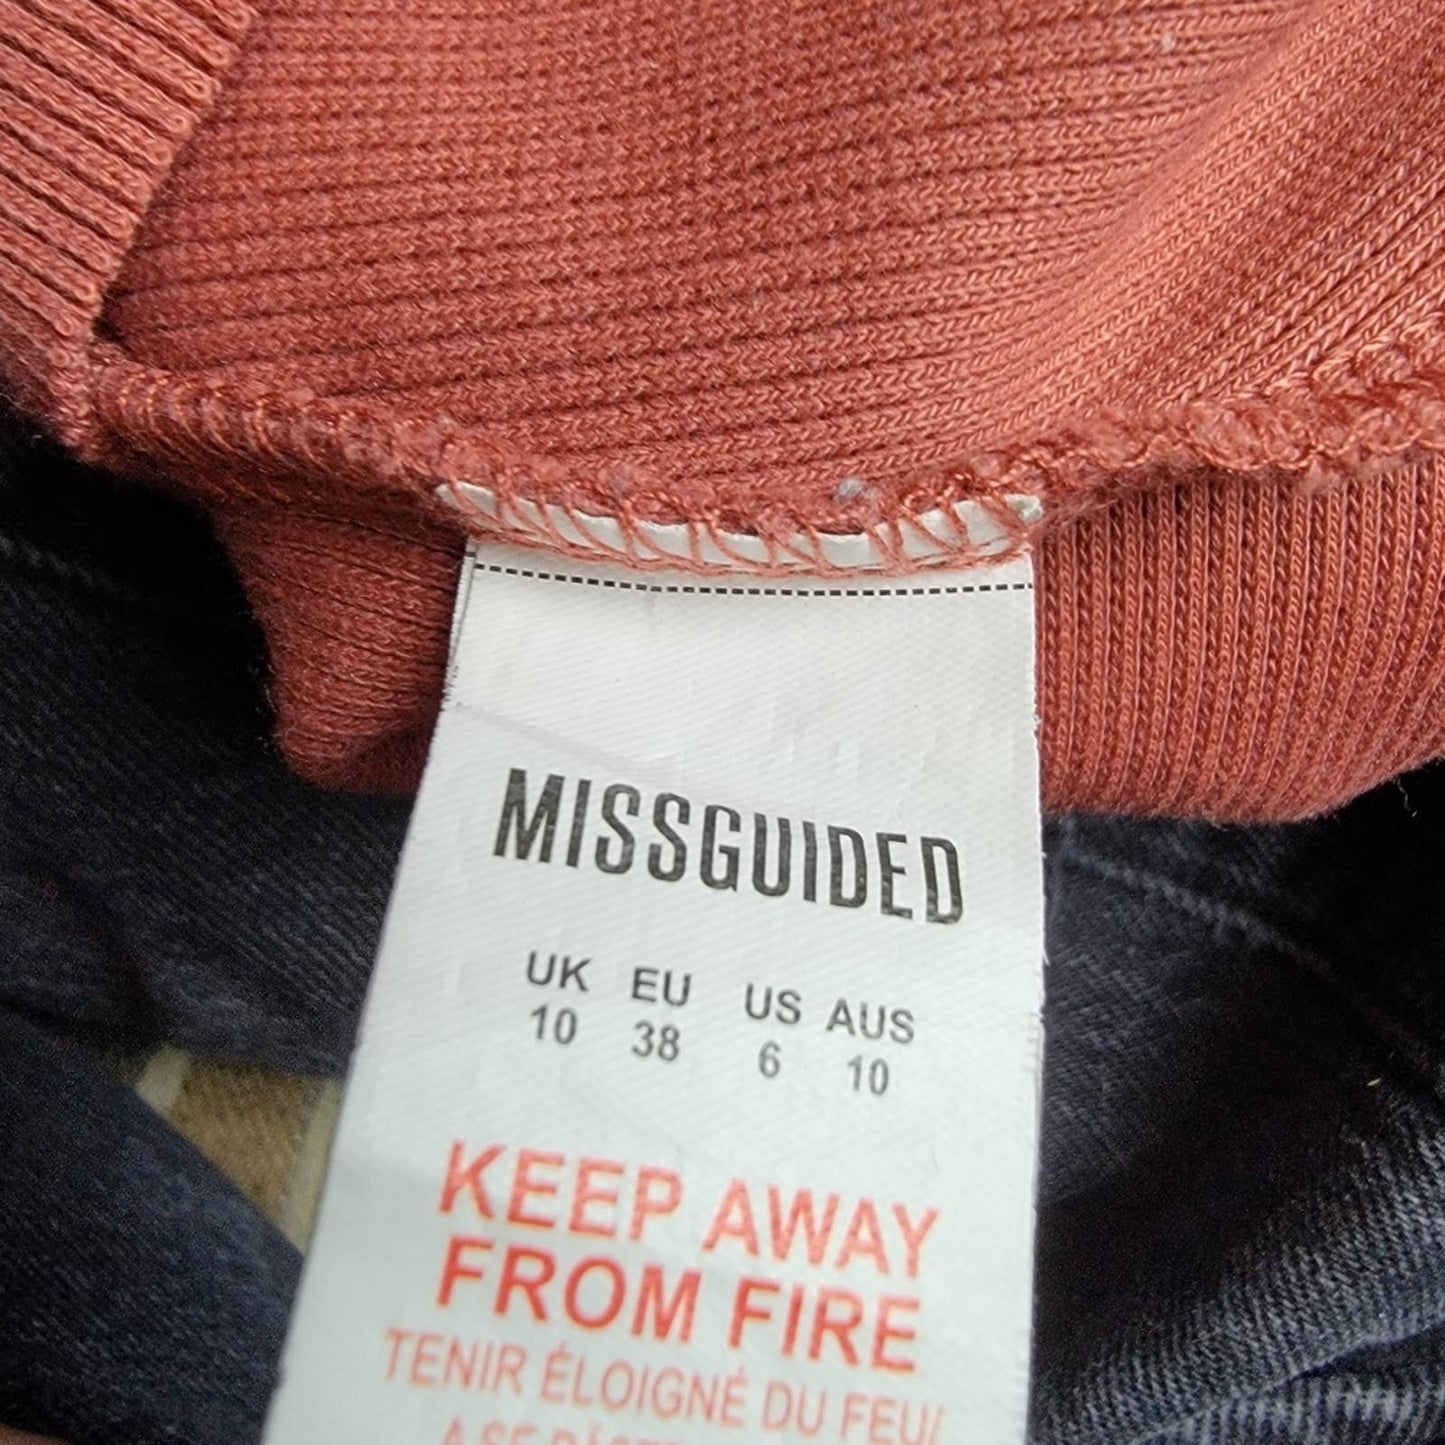 MISSGUIDED
UK EU US AUS
10 38 6 10
KEEP AWAY
FROM FIRE
TENIR ÉLOIGNÉ DU FEU/